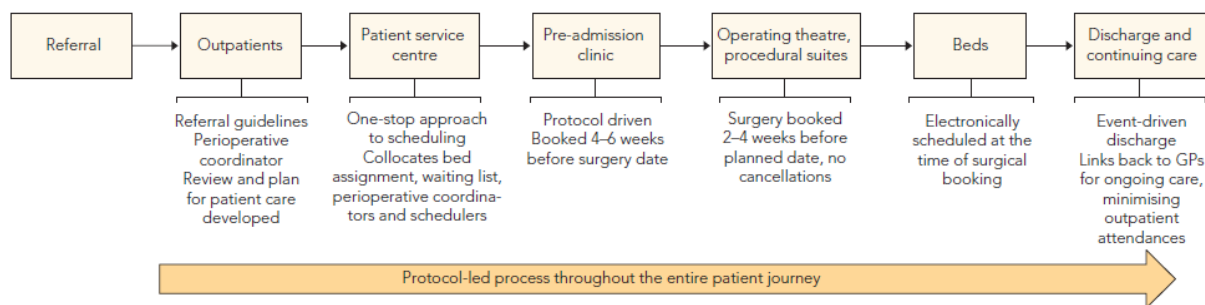 Referral
Outpatients
Patient service
centre
Pre-admission
clinic
Operating theatre,
procedural suites
Beds
Discharge and
continuing care
Referral guidelines
Perioperative
coordinator
Review and plan
for patient care
developed
One-stop approach
to scheduling
Collocates bed
assignment, waiting list,
perioperative coordina-
tors and schedulers
Protocol driven
Booked 4–6 weeks
before surgery date
Surgery booked
2–4 weeks before
planned date, no
cancellations
Electronically
scheduled at the
time of surgical
booking
Event-driven
discharge
Links back to GPs
for ongoing care,
minimising
outpatient
attendances
Protocol-led process throughout the entire patient journey